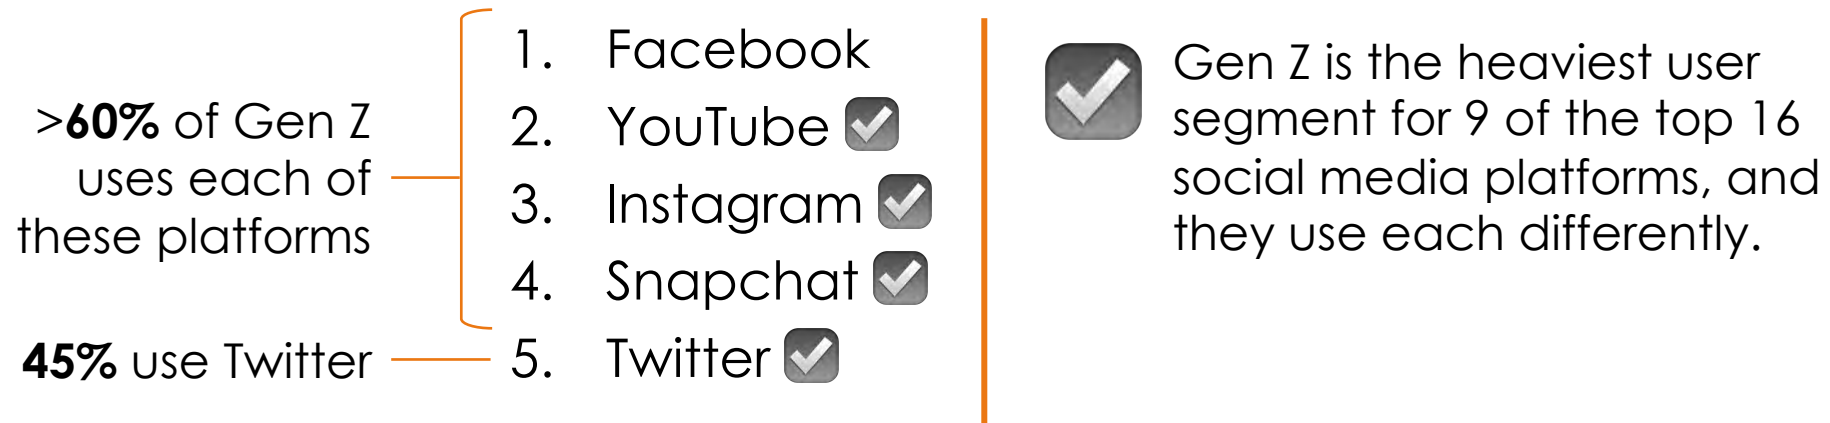 >60% of Gen Z
uses each of
these platforms
45% use Twitter
1. Facebook
2. YouTube
3. Instagram
4. Snapchat
5. Twitter
Gen Z is the heaviest user
segment for 9 of the top 16
social media platforms, and
they use each differently.